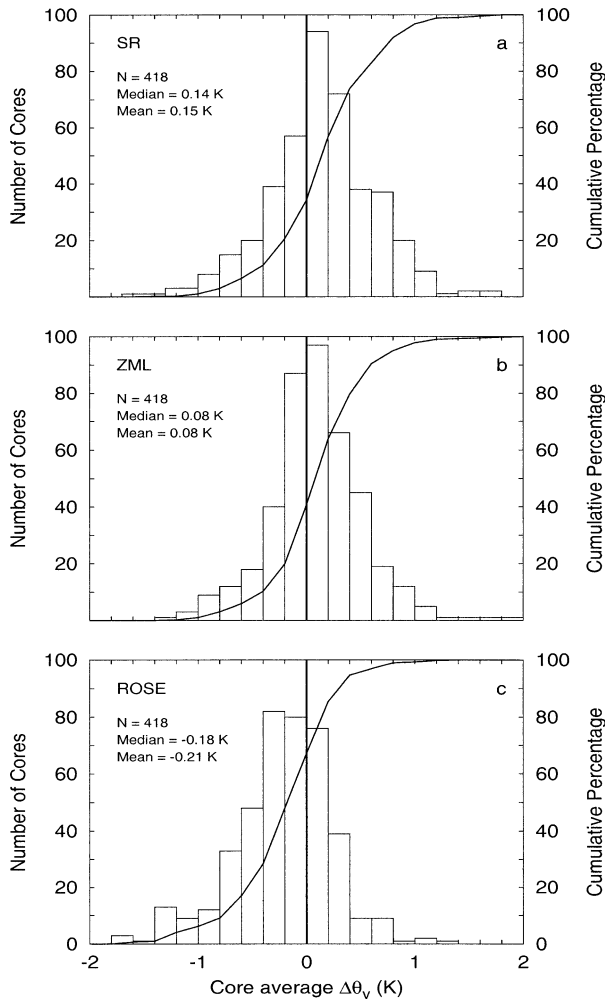 100
100
80
80
60
60
40
40
20
20
SR
a
N = 418
Median = 0.14 K
Mean = 0.15 K
Number of Cores
Cumulative Percentage
100
100
80
80
60
60
40
40
20
20
ZML
b
N = 418
Median = 0.08 K
Mean = 0.08 K
Number of Cores
Cumulative Percentage
100
100
80
80
60
60
40
40
20
20
0
0
ROSE
c
N = 418
Median = -0.18 K
Mean = -0.21 K
Number of Cores
Cumulative Percentage
-2 -1 0 1 2
Core average Δθv (K)